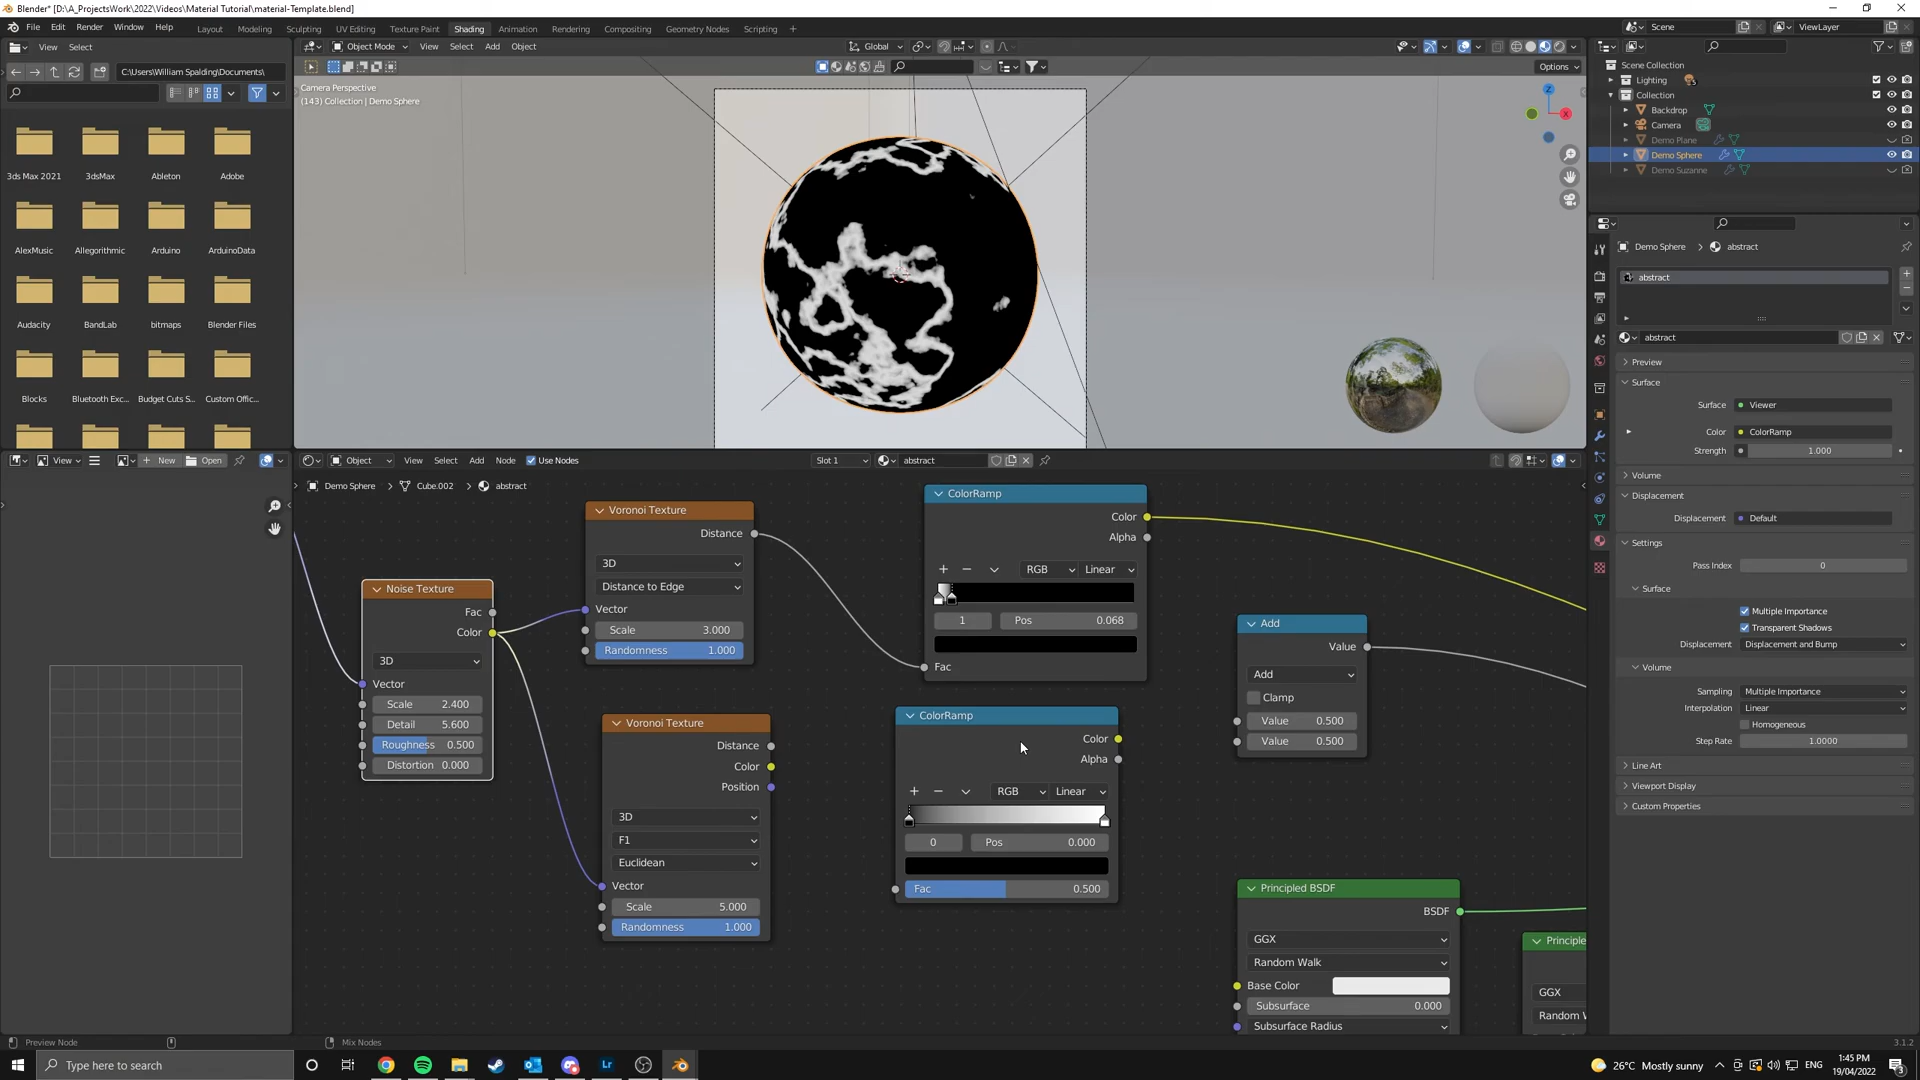 Blender* [D:\A_ProjectsWork\2022\Videos\Material Tutorial\material-Template.blend]
File Edit Render Window Help Layout Modeling Sculpting UV Editing Texture Paint Shading Animation Rendering Compositing Geometry Nodes Scripting + Scene ViewLayer
View Select Object Mode View Select Add Object Global
C:\Users\William Spalding\Documents\ Options
Camera Perspective
(143) Collection | Demo Sphere
Z
X
Scene Collection
Lighting
Collection
Backdrop
Camera
Demo Plane
Demo Sphere
Demo Suzanne
3ds Max 2021 3dsMax Ableton Adobe
AlexMusic Allegorithmic Arduino ArduinoData
Audacity BandLab bitmaps Blender Files
Blocks Bluetooth Exc... Budget Cuts S... Custom Offic...
Demo Sphere > abstract
abstract
abstract
Preview
Surface
Surface Viewer
Color ColorRamp
Strength 1.000
Volume
Displacement
Displacement Default
Settings
Pass Index 0
Surface
Multiple Importance
Transparent Shadows
Displacement Displacement and Bump
Volume
Sampling Multiple Importance
Interpolation Linear
Homogeneous
Step Rate 1.0000
Line Art
Viewport Display
Custom Properties
View + New Open Object View Select Add Node Use Nodes Slot 1 abstract
Demo Sphere > Cube.002 > abstract
Noise Texture
Fac
Color
3D
Vector
Scale 2.400
Detail 5.600
Roughness 0.500
Distortion 0.000
Voronoi Texture
Distance
3D
Distance to Edge
Vector
Scale 3.000
Randomness 1.000
Voronoi Texture
Distance
Color
Position
3D
F1
Euclidean
Vector
Scale 5.000
Randomness 1.000
ColorRamp
Color
Alpha
RGB Linear
1 Pos 0.068
Fac
ColorRamp
Color
Alpha
RGB Linear
0 Pos 0.000
Fac 0.500
Add
Value
Add
Clamp
Value 0.500
Value 0.500
Principled BSDF
BSDF
GGX
Random Walk
Base Color
Subsurface 0.000
Subsurface Radius
Principle
GGX
Random W
Preview Node Mix Nodes 3.1.2
Type here to search Lr 26°C Mostly sunny ENG 1:45 PM
19/04/2022 3